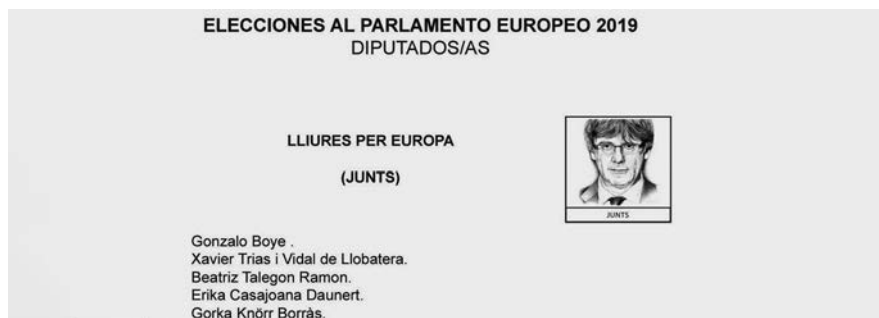 ELECCIONES AL PARLAMENTO EUROPEO 2019
DIPUTADOS/AS
LLIURES PER EUROPA
(JUNTS)
JUNTS
Gonzalo Boye .
Xavier Trias i Vidal de Llobatera.
Beatriz Talegon Ramon.
Erika Casajoana Daunert.
Gorka Knörr Borràs.